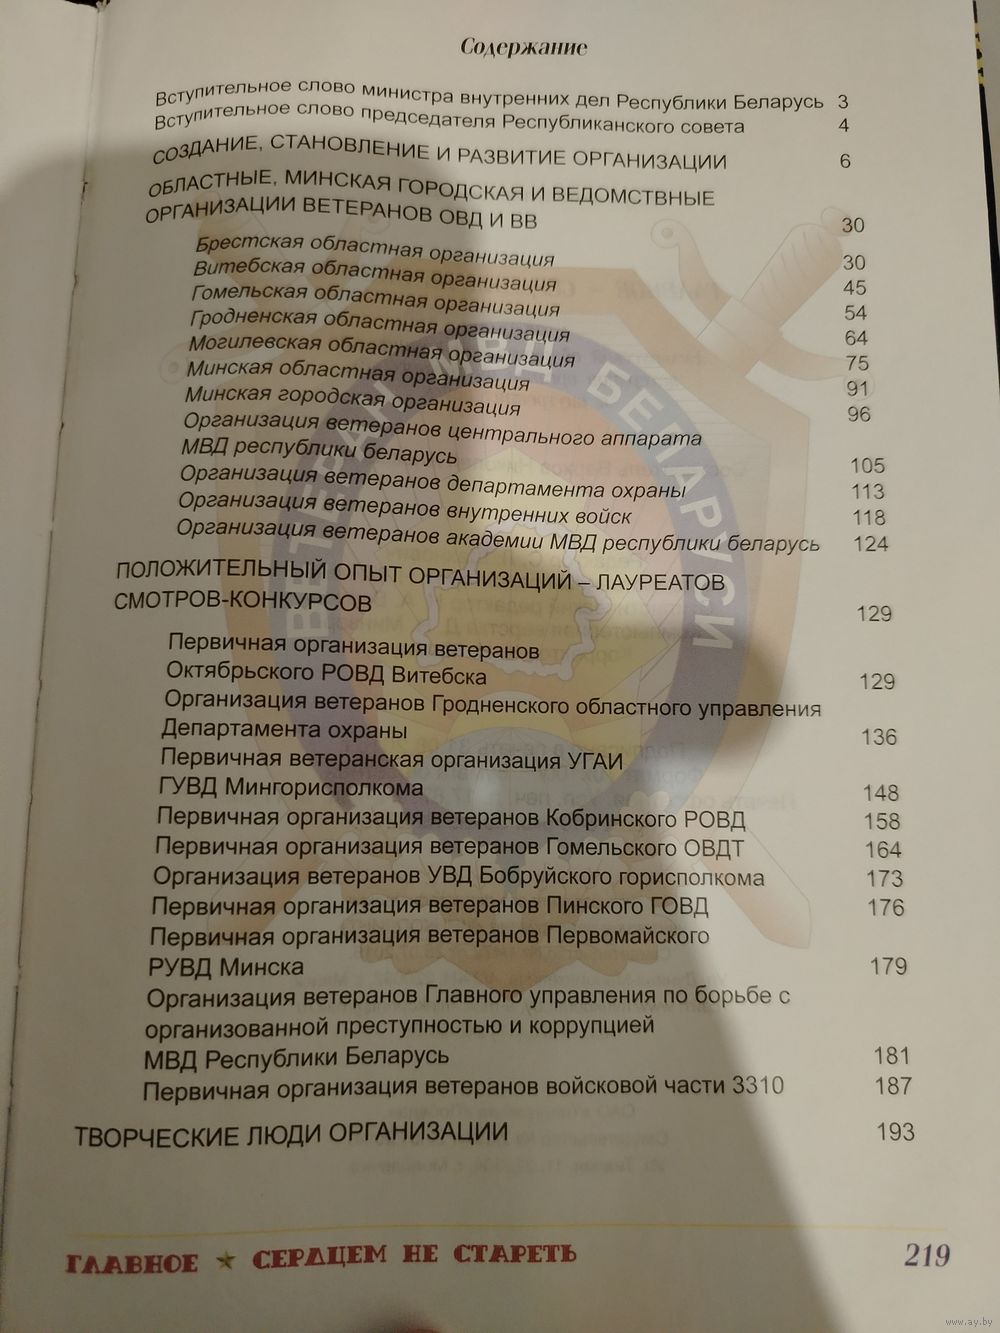 Содержание
Вступительное слово министра внутренних дел Республики Беларусь 3
Вступительное слово председателя Республиканского совета 4
СОЗДАНИЕ, СТАНОВЛЕНИЕ И РАЗВИТИЕ ОРГАНИЗАЦИИ 6
ОБЛАСТНЫЕ, МИНСКАЯ ГОРОДСКАЯ И ВЕДОМСТВНЫЕ
ОРГАНИЗАЦИИ ВЕТЕРАНОВ ОВД И ВВ 30
Брестская областная организация 30
Витебская областная организация 45
Гомельская областная организация 54
Гродненская областная организация 64
Могилевская областная организация 75
Минская областная организация 91
Минская городская организация 96
Организация ветеранов центрального аппарата
МВД республики беларусь 105
Организация ветеранов департамента охраны 113
Организация ветеранов внутренних войск 118
Организация ветеранов академии МВД республики беларусь 124
ПОЛОЖИТЕЛЬНЫЙ ОПЫТ ОРГАНИЗАЦИЙ – ЛАУРЕАТОВ
СМОТРОВ-КОНКУРСОВ 129
Первичная организация ветеранов
Октябрьского РОВД Витебска 129
Организация ветеранов Гродненского областного управления
Департамента охраны 136
Первичная ветеранская организация УГАИ
ГУВД Мингорисполкома 148
Первичная организация ветеранов Кобринского РОВД 158
Первичная организация ветеранов Гомельского ОВДТ 164
Организация ветеранов УВД Бобруйского горисполкома 173
Первичная организация ветеранов Пинского ГОВД 176
Первичная организация ветеранов Первомайского
РУВД Минска 179
Организация ветеранов Главного управления по борьбе с
организованной преступностью и коррупцией
МВД Республики Беларусь 181
Первичная организация ветеранов войсковой части 3310 187
ТВОРЧЕСКИЕ ЛЮДИ ОРГАНИЗАЦИИ 193
ВЕТЕРАН МВД БЕЛАРУСИ
ГЛАВНОЕ ★ СЕРДЦЕМ НЕ СТАРЕТЬ 219
www.ay.by